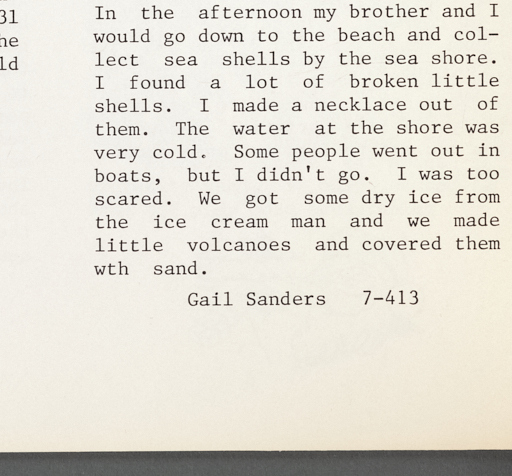 31
he
ld
In the afternoon my brother and I
would go down to the beach and col-
lect sea shells by the sea shore.
I found a lot of broken little
shells. I made a necklace out of
them. The water at the shore was
very cold. Some people went out in
boats, but I didn't go. I was too
scared. We got some dry ice from
the ice cream man and we made
little volcanoes and covered them
wth sand.
Gail Sanders 7-413